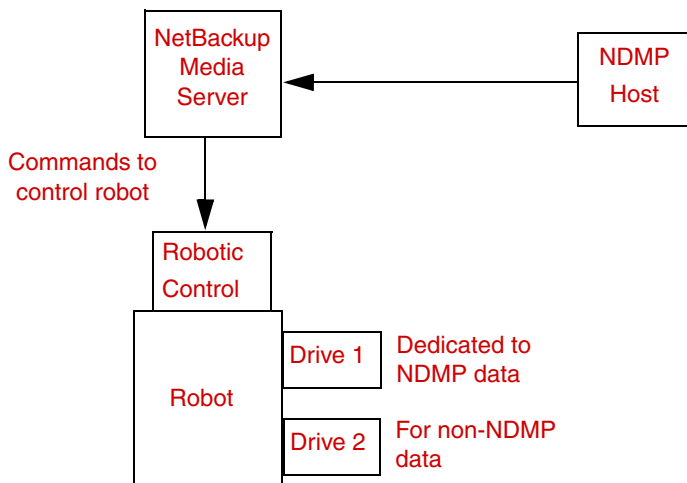 NetBackup
Media
Server
NDMP
Host
Commands to
control robot
Robotic
Control
Robot
Drive 1
Dedicated to
NDMP data
Drive 2
For non-NDMP
data